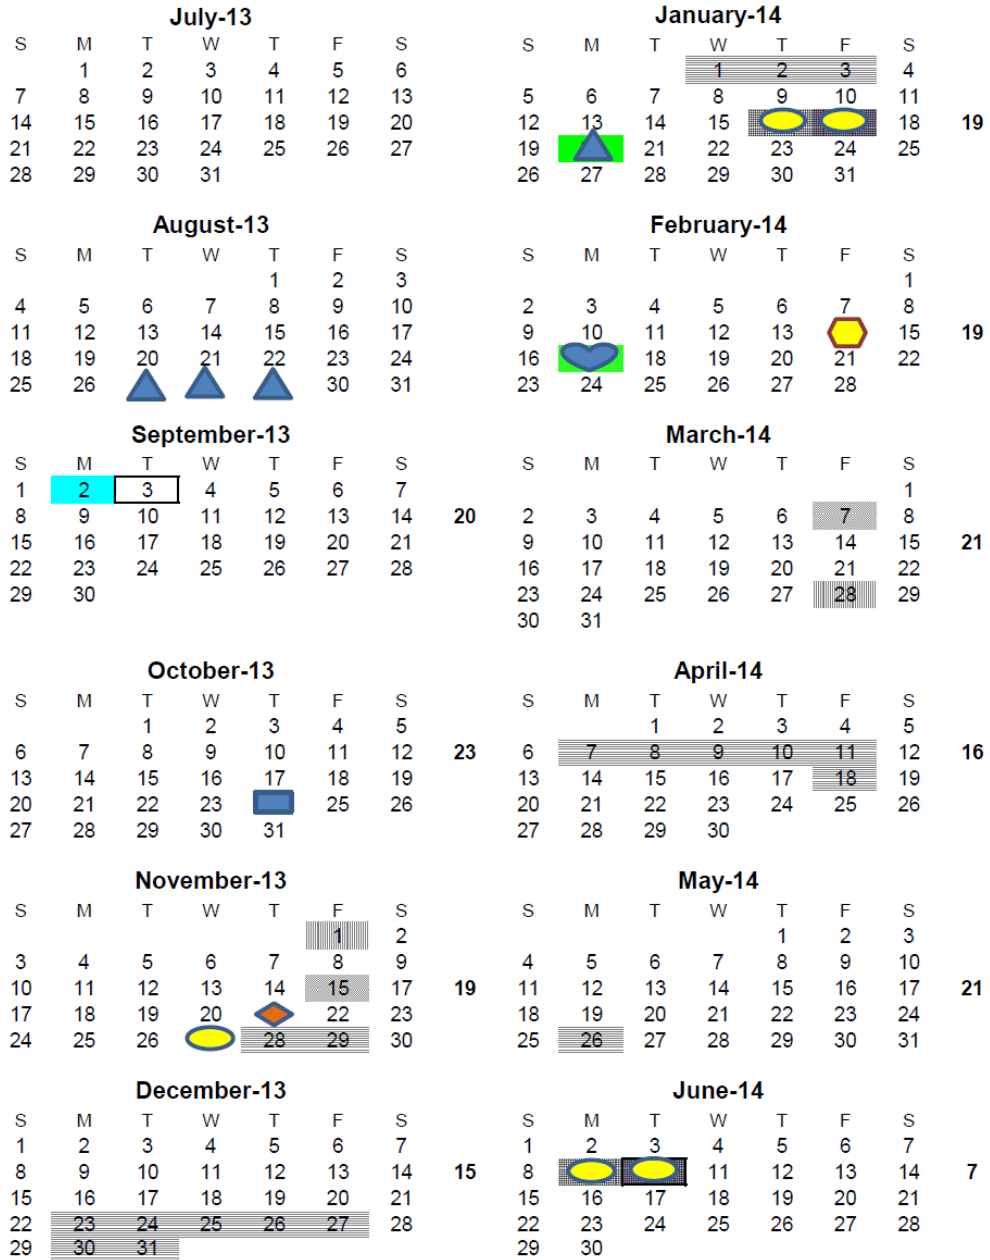 July-13
S M T W T F S
1 2 3 4 5 6
7 8 9 10 11 12 13
14 15 16 17 18 19 20
21 22 23 24 25 26 27
28 29 30 31
August-13
S M T W T F S
1 2 3
4 5 6 7 8 9 10
11 12 13 14 15 16 17
18 19 20 21 22 23 24
25 26 30 31
September-13
S M T W T F S
1 2 3 4 5 6 7
8 9 10 11 12 13 14 20
15 16 17 18 19 20 21
22 23 24 25 26 27 28
29 30
October-13
S M T W T F S
1 2 3 4 5
6 7 8 9 10 11 12 23
13 14 15 16 17 18 19
20 21 22 23 25 26
27 28 29 30 31
November-13
S M T W T F S
1 2
3 4 5 6 7 8 9
10 11 12 13 14 15 17 19
17 18 19 20 22 23
24 25 26 28 29 30
December-13
S M T W T F S
1 2 3 4 5 6 7
8 9 10 11 12 13 14 15
15 16 17 18 19 20 21
22 23 24 25 26 27 28
29 30 31
January-14
S M T W T F S
1 2 3 4
5 6 7 8 9 10 11
12 13 14 15 18 19
19 21 22 23 24 25
26 27 28 29 30 31
February-14
S M T W T F S
1
2 3 4 5 6 7 8
9 10 11 12 13 15 19
16 18 19 20 21 22
23 24 25 26 27 28
March-14
S M T W T F S
1
2 3 4 5 6 7 8
9 10 11 12 13 14 15 21
16 17 18 19 20 21 22
23 24 25 26 27 28 29
30 31
April-14
S M T W T F S
1 2 3 4 5
6 7 8 9 10 11 12 16
13 14 15 16 17 18 19
20 21 22 23 24 25 26
27 28 29 30
May-14
S M T W T F S
1 2 3
4 5 6 7 8 9 10
11 12 13 14 15 16 17 21
18 19 20 21 22 23 24
25 26 27 28 29 30 31
June-14
S M T W T F S
1 2 3 4 5 6 7
8 11 12 13 14 7
15 16 17 18 19 20 21
22 23 24 25 26 27 28
29 30